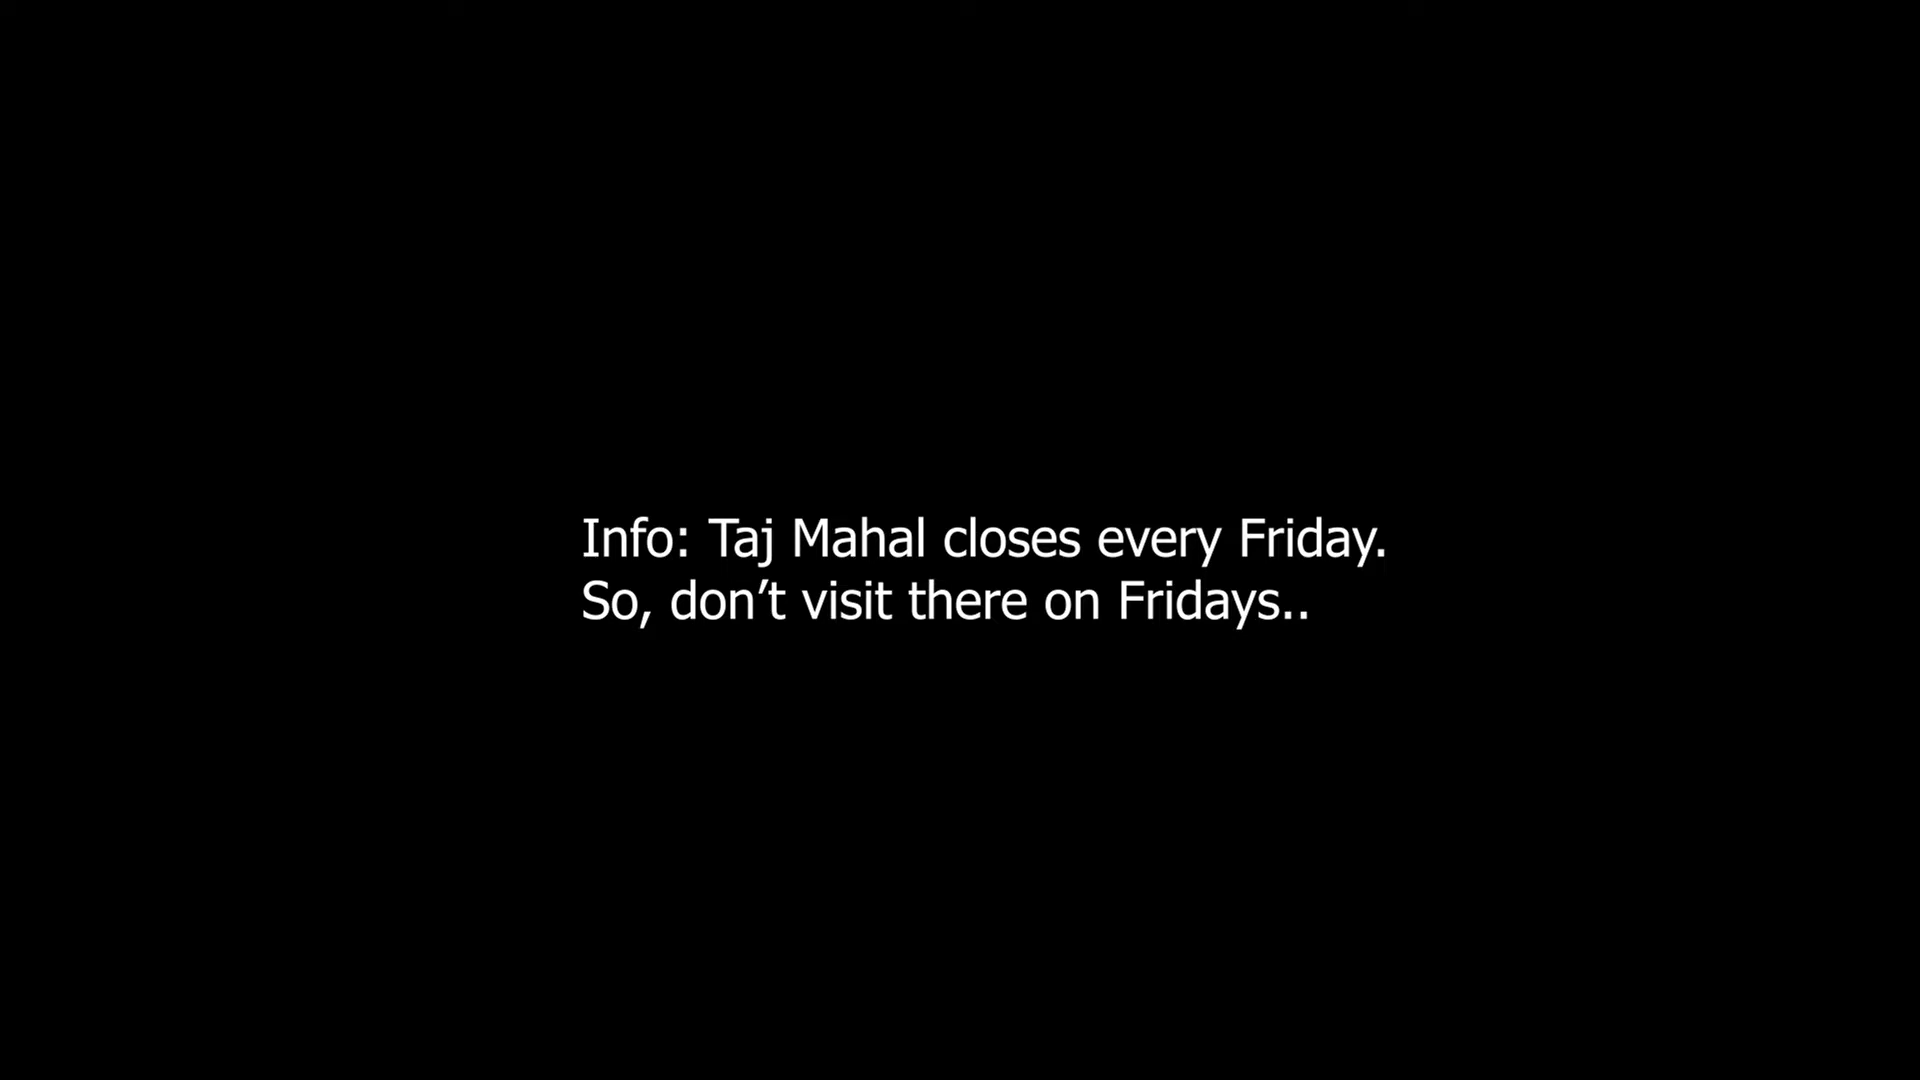 Info: Taj Mahal closes every Friday.
So, don’t visit there on Fridays..